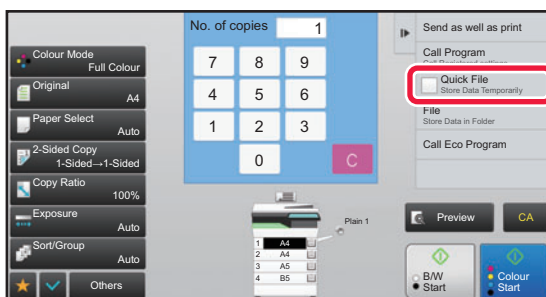 No. of copies 1
Colour Mode
Full Colour
Original
A4
Paper Select
Auto
2-Sided Copy
1-Sided→1-Sided
Copy Ratio
100%
Exposure
Auto
Sort/Group
Auto
Others
7 8 9
4 5 6
1 2 3
0 C
Plain 1
1 A4
2 A4
3 A5
4 B5
Send as well as print
Call Program
Call Registered settings
Quick File
Store Data Temporarily
File
Store Data in Folder
Call Eco Program
Preview
CA
B/W
Start
Colour
Start